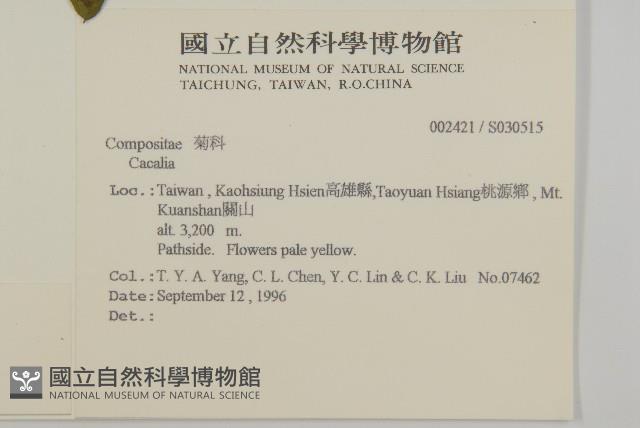 國立自然科學博物館
NATIONAL MUSEUM OF NATURAL SCIENCE
TAICHUNG, TAIWAN, R.O.CHINA
002421 / S030515
Compositae 菊科
Cacalia
Loc.: Taiwan , Kaohsiung Hsien高雄縣,Taoyuan Hsiang桃源鄉 , Mt.
Kuanshan關山
alt. 3,200 m.
Pathside. Flowers pale yellow.
Col.: T. Y. A. Yang, C. L. Chen, Y. C. Lin & C. K. Liu No.07462
Date: September 12 , 1996
Det.:
國立自然科學博物館
NATIONAL MUSEUM OF NATURAL SCIENCE